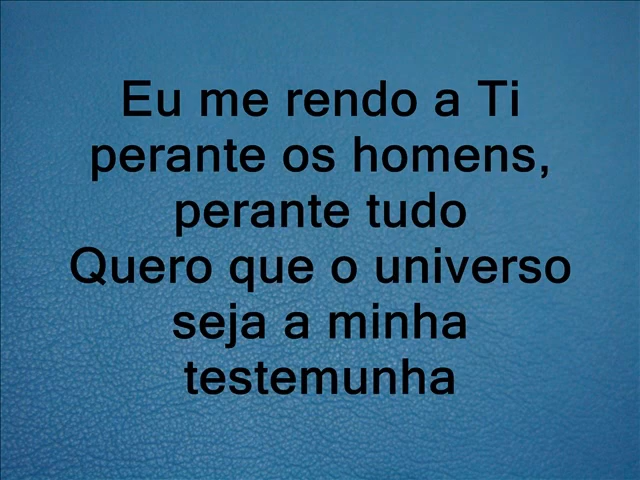 Eu me rendo a Ti
perante os homens,
perante tudo
Quero que o universo
seja a minha
testemunha